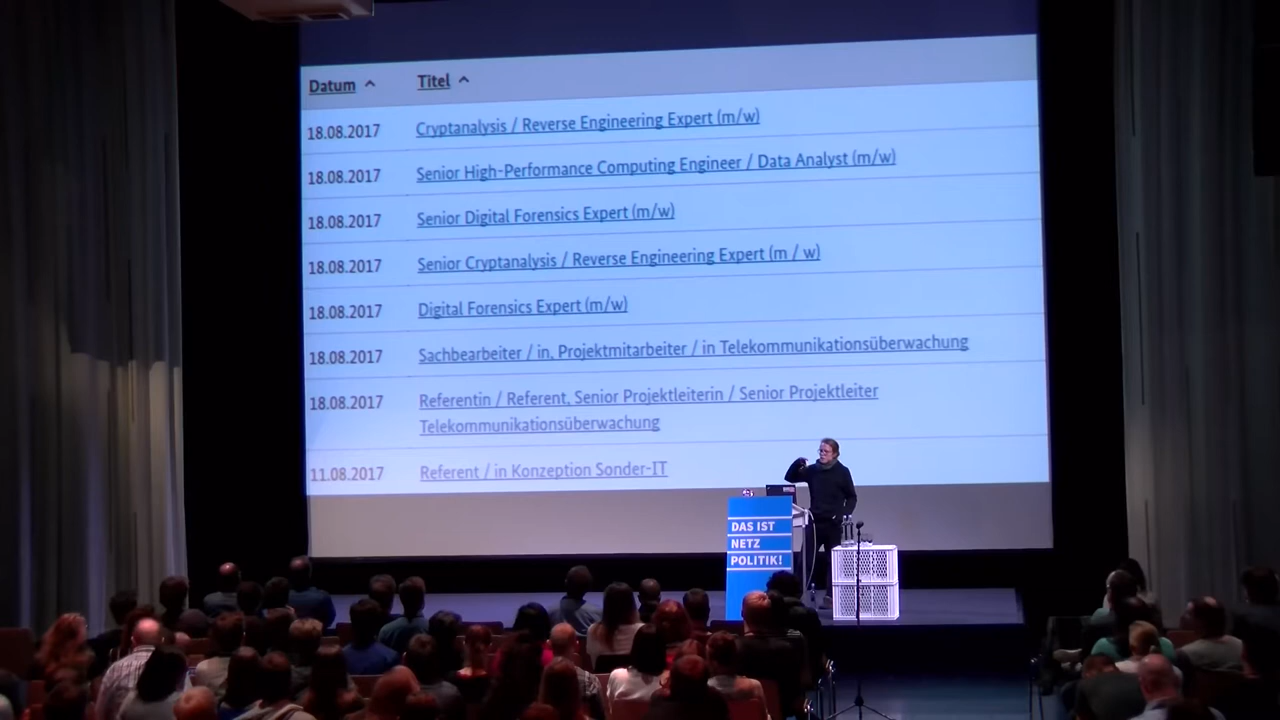 Datum ^ Titel ^
18.08.2017 Cryptanalysis / Reverse Engineering Expert (m/w)
18.08.2017 Senior High-Performance Computing Engineer / Data Analyst (m/w)
18.08.2017 Senior Digital Forensics Expert (m/w)
18.08.2017 Senior Cryptanalysis / Reverse Engineering Expert (m / w)
18.08.2017 Digital Forensics Expert (m/w)
18.08.2017 Sachbearbeiter / in, Projektmitarbeiter / in Telekommunikationsüberwachung
18.08.2017 Referentin / Referent, Senior Projektleiterin / Senior Projektleiter
Telekommunikationsüberwachung
11.08.2017 Referent / in Konzeption Sonder-IT
DAS IST
NETZ
POLITIK!